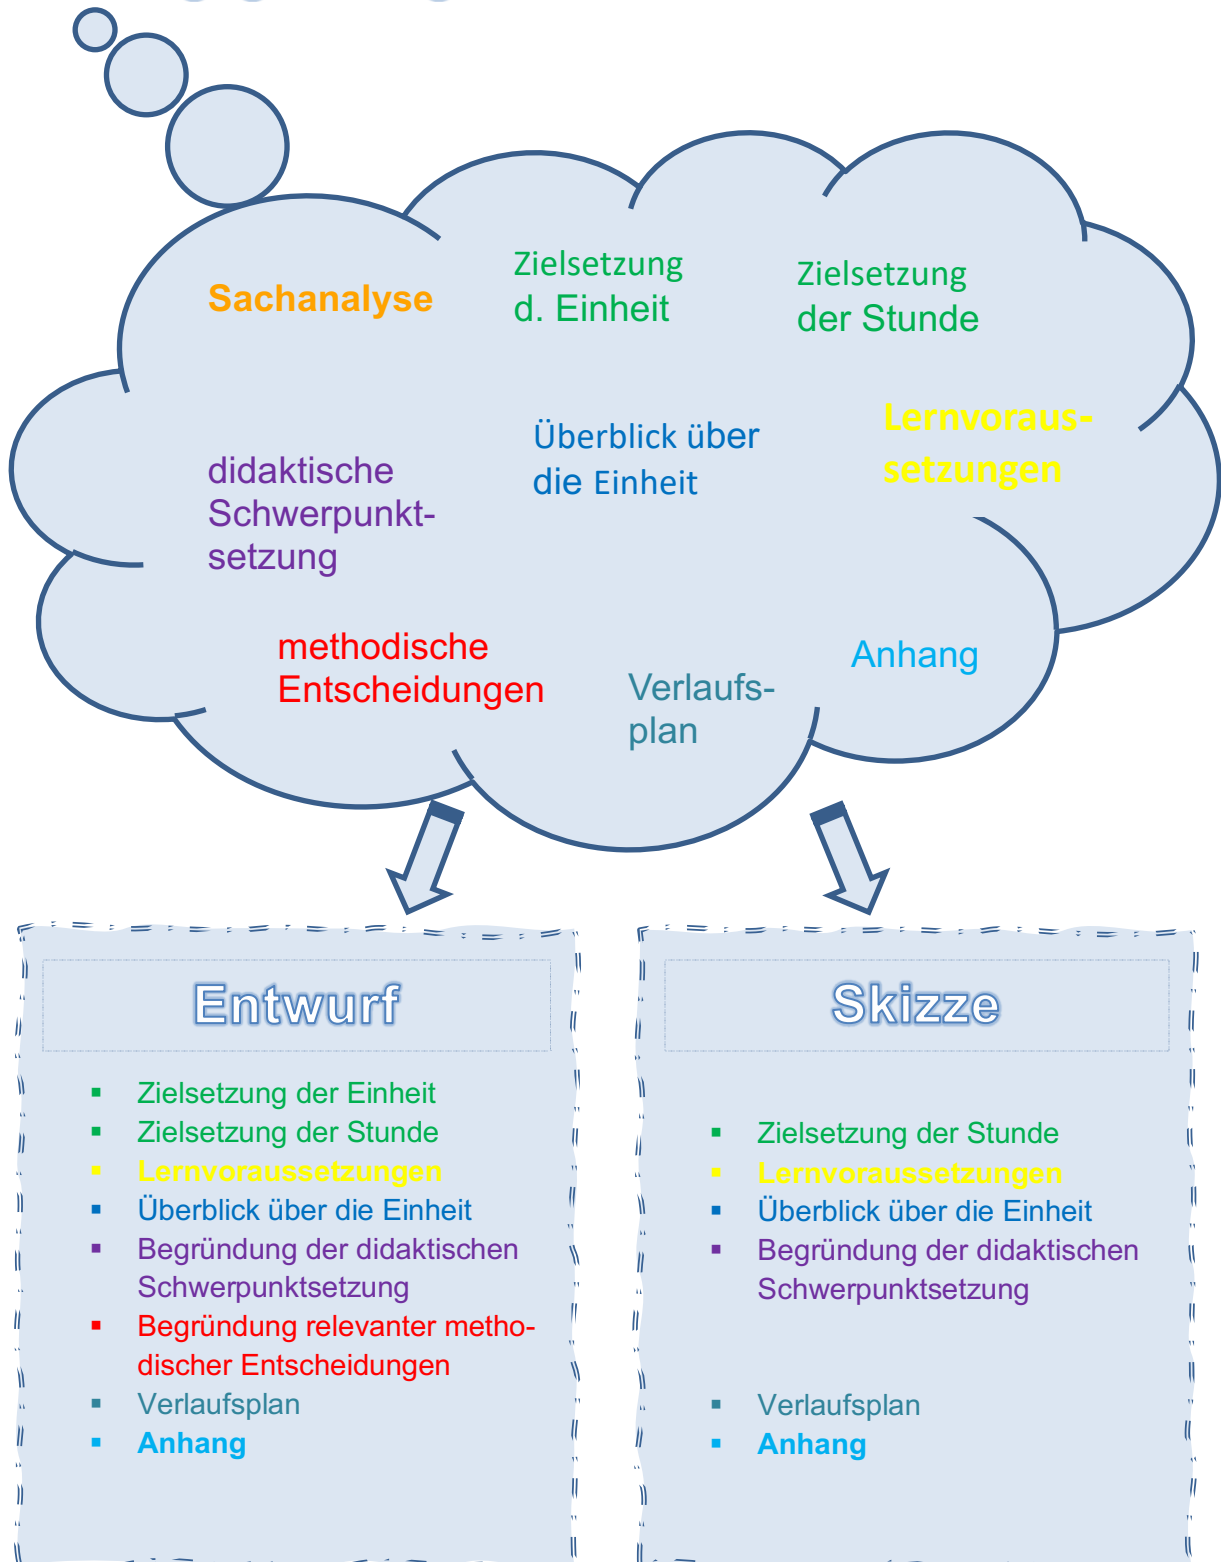 Sachanalyse
Zielsetzung
d. Einheit
Zielsetzung
der Stunde
didaktische
Schwerpunkt-
setzung
Überblick über
die Einheit
Lernvoraus-
setzungen
methodische
Entscheidungen
Verlaufs-
plan
Anhang
Entwurf
▪ Zielsetzung der Einheit
▪ Zielsetzung der Stunde
▪ Lernvoraussetzungen
▪ Überblick über die Einheit
▪ Begründung der didaktischen
Schwerpunktsetzung
▪ Begründung relevanter metho-
discher Entscheidungen
▪ Verlaufsplan
▪ Anhang
Skizze
▪ Zielsetzung der Stunde
▪ Lernvoraussetzungen
▪ Überblick über die Einheit
▪ Begründung der didaktischen
Schwerpunktsetzung
▪ Verlaufsplan
▪ Anhang